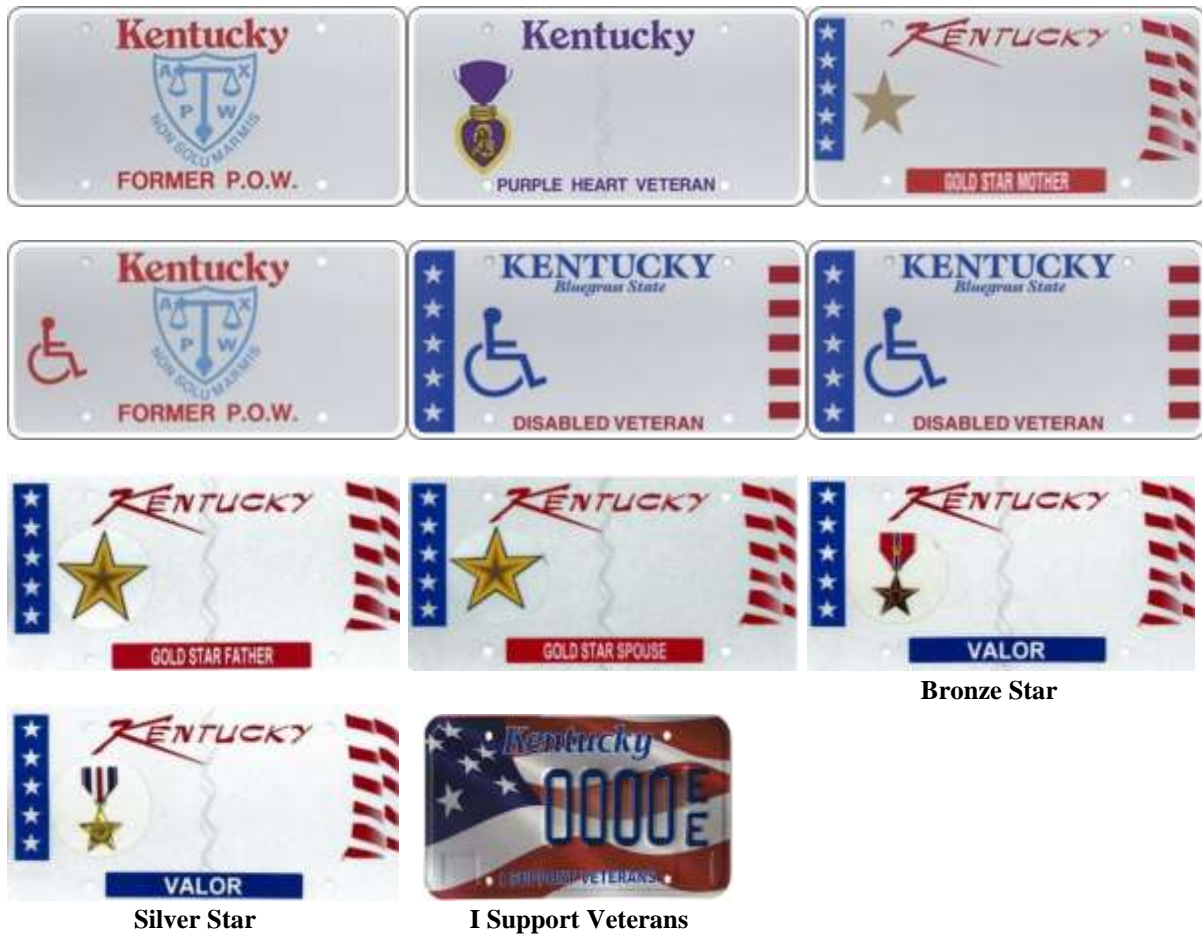 Kentucky
A X
P W
NON SOLUM ARMIS
FORMER P.O.W.
Kentucky
PURPLE HEART VETERAN
KENTUCKY
GOLD STAR MOTHER
Kentucky
A X
P W
NON SOLUM ARMIS
FORMER P.O.W.
KENTUCKY
Bluegrass State
DISABLED VETERAN
KENTUCKY
Bluegrass State
DISABLED VETERAN
KENTUCKY
GOLD STAR FATHER
KENTUCKY
GOLD STAR SPOUSE
KENTUCKY
VALOR
Bronze Star
KENTUCKY
VALOR
Silver Star
Kentucky
0000 E E
I SUPPORT VETERANS
I Support Veterans